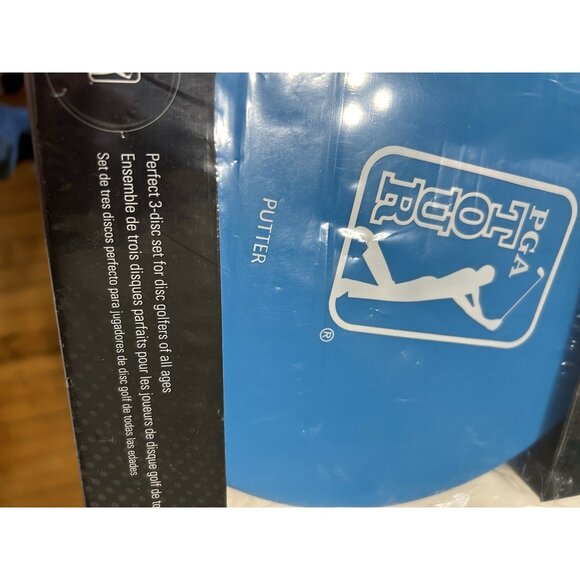 PGA
TOUR
®
PUTTER
Perfect 3-disc set for disc golfers of all ages
Ensemble de trois disques parfaits pour les joueurs de disque golf de
Set de tres discos perfecto para jugadores de disc golf de todas las edades